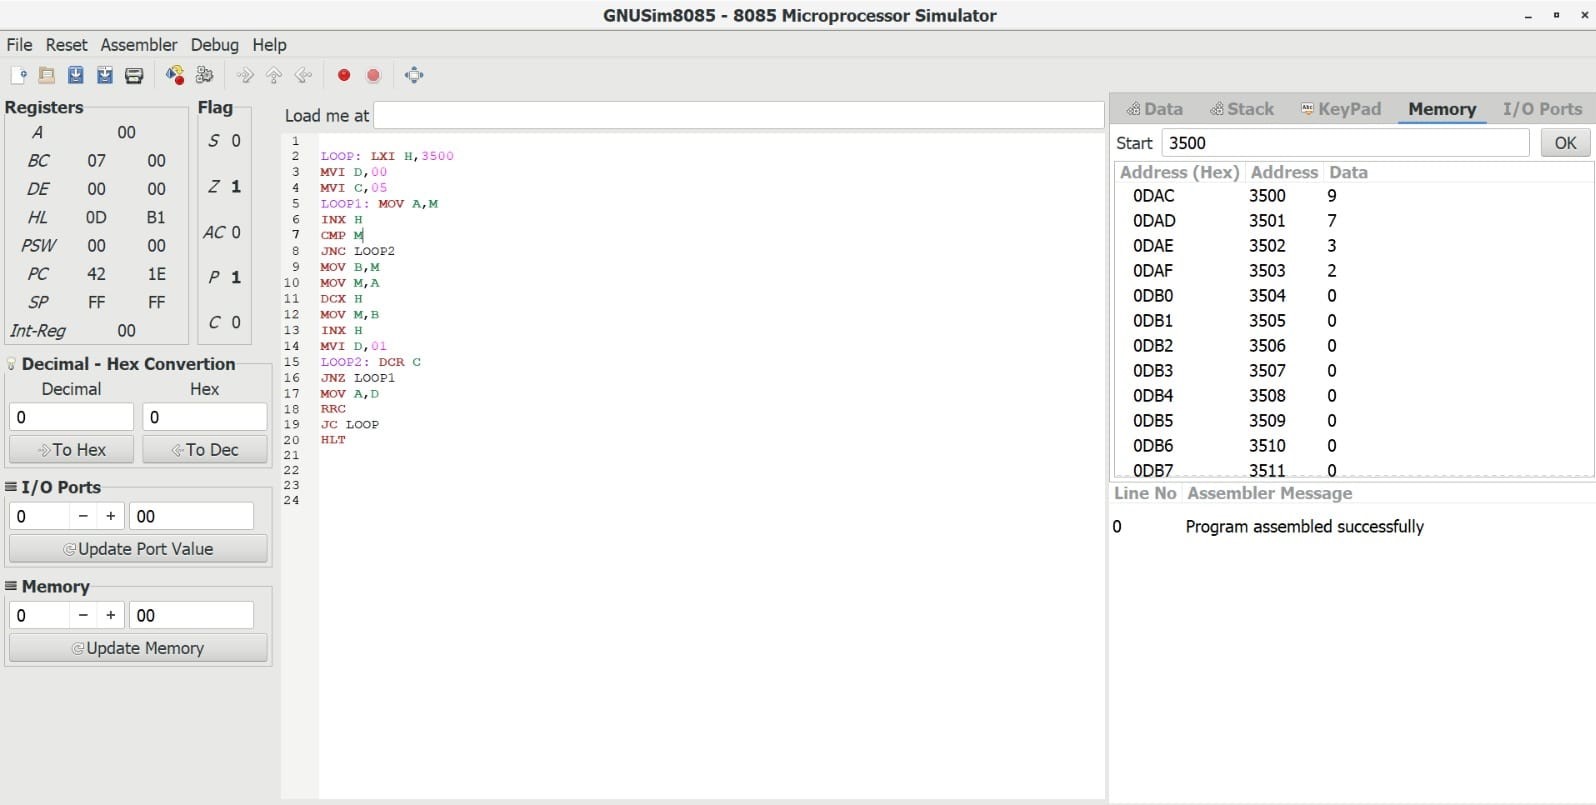 GNUSim8085 - 8085 Microprocessor Simulator
File Reset Assembler Debug Help
Registers
A 00
BC 07 00
DE 00 00
HL 0D B1
PSW 00 00
PC 42 1E
SP FF FF
Int-Reg 00
Flag
S 0
Z 1
AC 0
P 1
C 0
Decimal - Hex Convertion
Decimal Hex
0 0
To Hex To Dec
I/O Ports
0 − + 00
Update Port Value
Memory
0 − + 00
Update Memory
Load me at
1
2 LOOP: LXI H,3500
3 MVI D,00
4 MVI C,05
5 LOOP1: MOV A,M
6 INX H
7 CMP M
8 JNC LOOP2
9 MOV B,M
10 MOV M,A
11 DCX H
12 MOV M,B
13 INX H
14 MVI D,01
15 LOOP2: DCR C
16 JNZ LOOP1
17 MOV A,D
18 RRC
19 JC LOOP
20 HLT
21
22
23
24
Data Stack KeyPad Memory I/O Ports
Start 3500 OK
Address (Hex) Address Data
0DAC 3500 9
0DAD 3501 7
0DAE 3502 3
0DAF 3503 2
0DB0 3504 0
0DB1 3505 0
0DB2 3506 0
0DB3 3507 0
0DB4 3508 0
0DB5 3509 0
0DB6 3510 0
0DB7 3511 0
Line No Assembler Message
0 Program assembled successfully